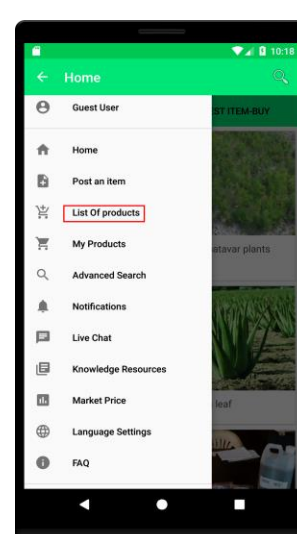 10:18
Home
Guest User
EST ITEM-BUY
Home
Post an item
List Of products
My Products
atavar plants
Advanced Search
Notifications
Live Chat
Knowledge Resources
leaf
Market Price
Language Settings
FAQ